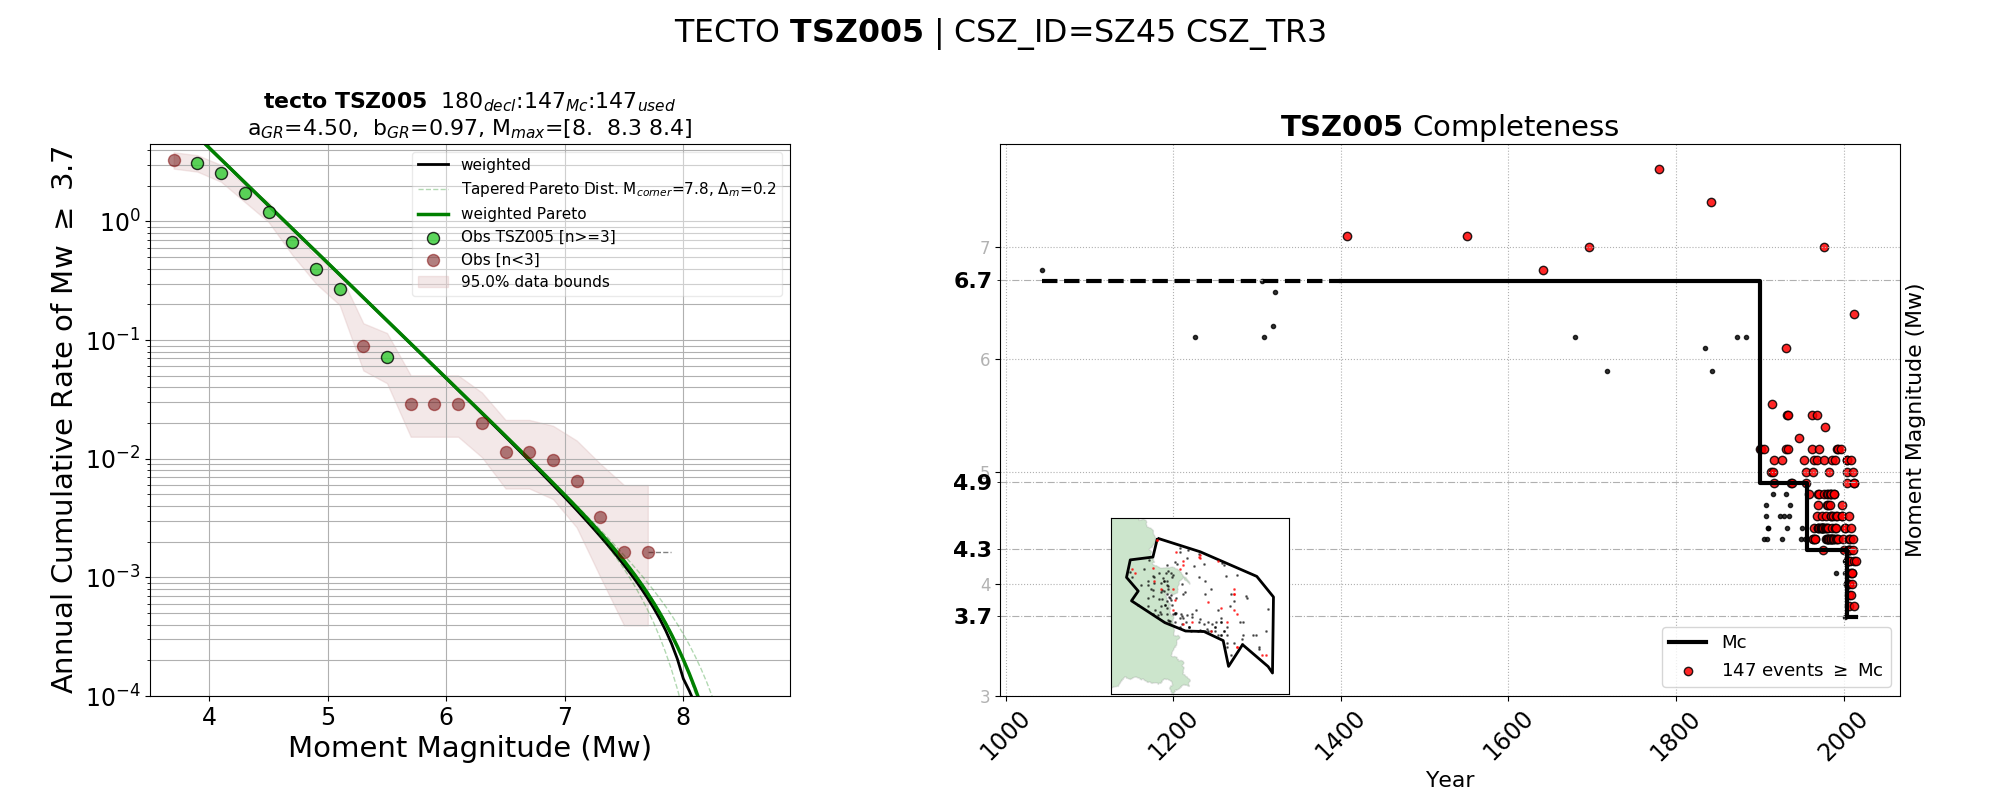 TECTO TSZ005 | CSZ_ID=SZ45 CSZ_TR3
tecto TSZ005 180decl:147Mc:147used
aGR=4.50, bGR=0.97, Mmax=[8. 8.3 8.4]
Annual Cumulative Rate of Mw ≥ 3.7
10⁰
10⁻¹
10⁻²
10⁻³
10⁻⁴
weighted
Tapered Pareto Dist. Mcorner=7.8, Δm=0.2
weighted Pareto
Obs TSZ005 [n>=3]
Obs [n<3]
95.0% data bounds
4 5 6 7 8
Moment Magnitude (Mw)
TSZ005 Completeness
7
6.7
6
5
4.9
4.3
4
3.7
3
Moment Magnitude (Mw)
Mc
147 events ≥ Mc
1000 1200 1400 1600 1800 2000
Year